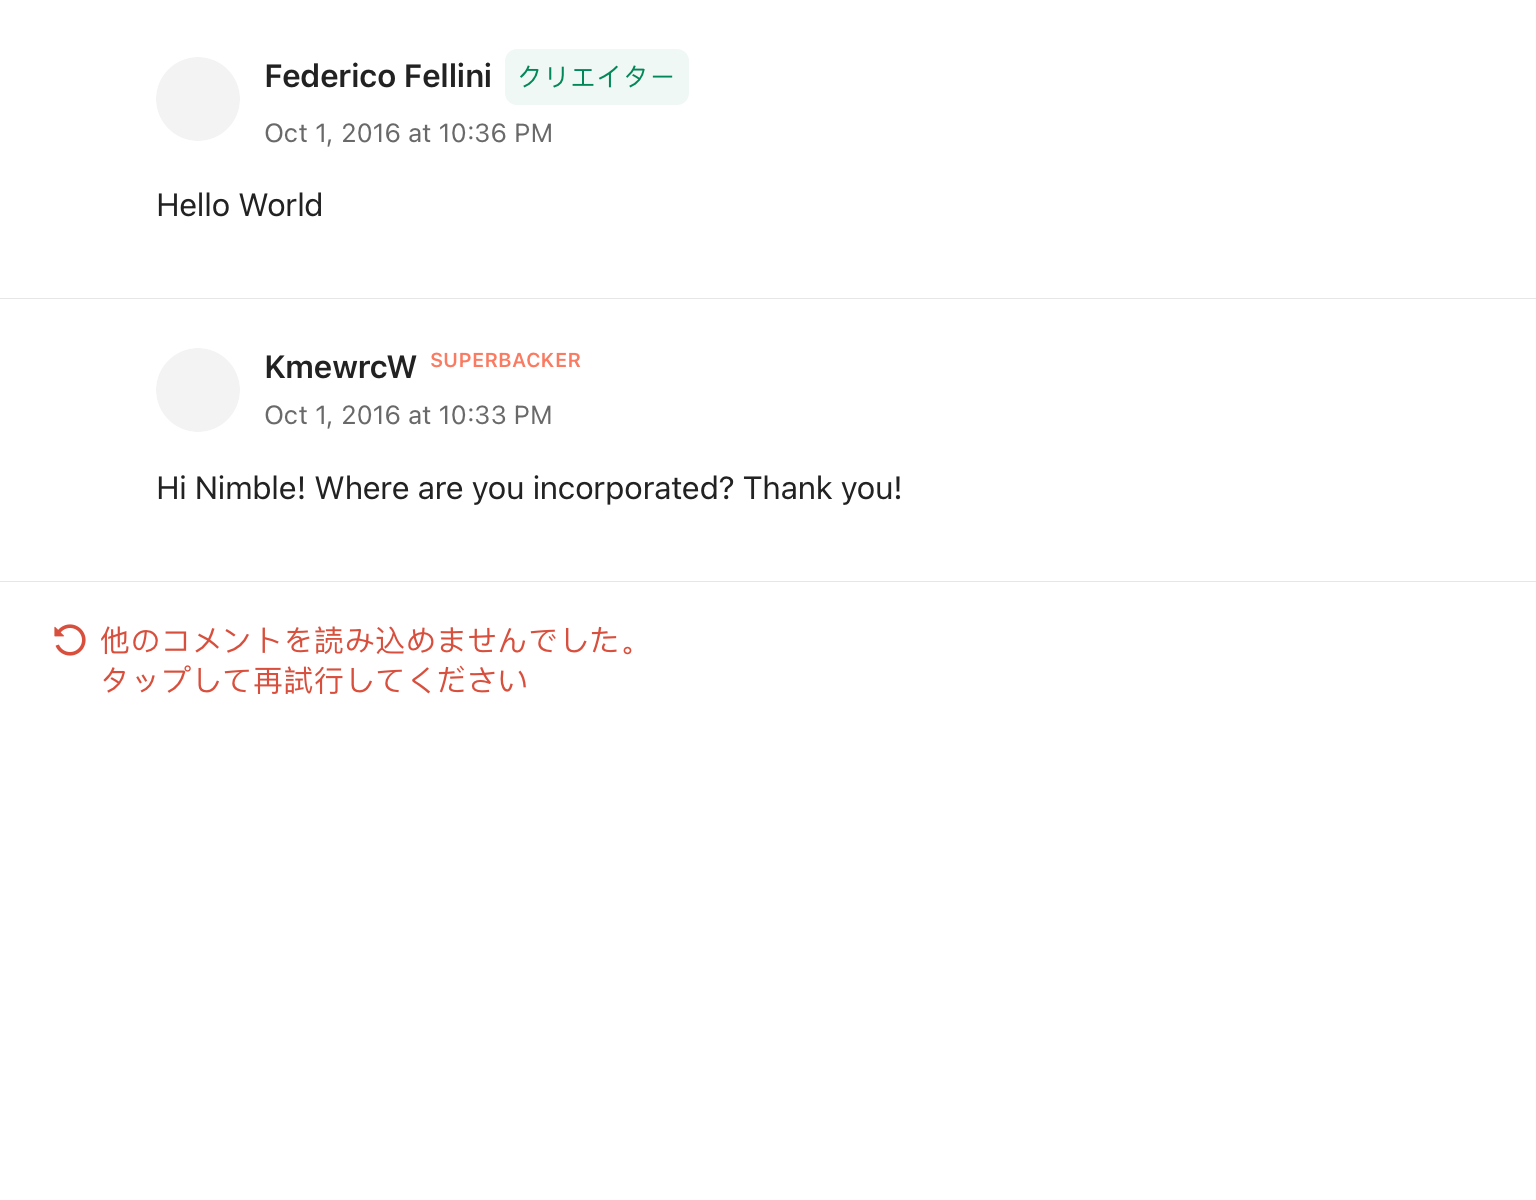 Federico Fellini クリエイター
Oct 1, 2016 at 10:36 PM
Hello World
KmewrcW SUPERBACKER
Oct 1, 2016 at 10:33 PM
Hi Nimble! Where are you incorporated? Thank you!
他のコメントを読み込めませんでした。
タップして再試行してください